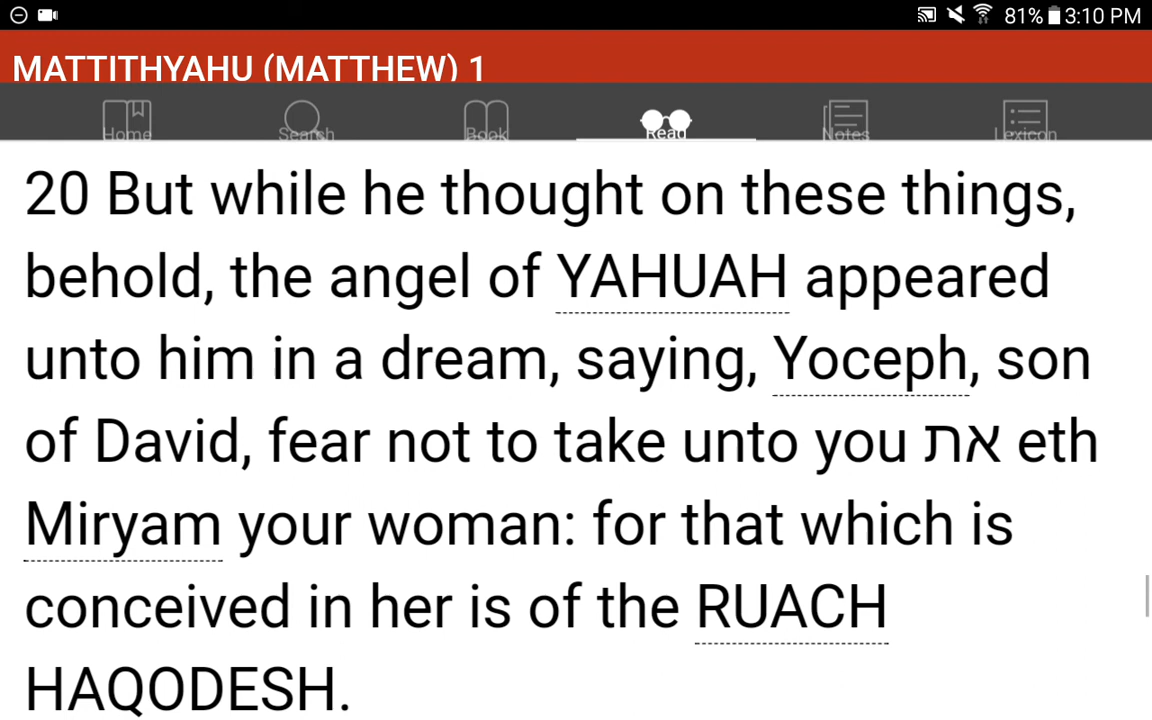 81% 3:10 PM
MATTITHYAHU (MATTHEW) 1
Home Search Book Read Notes Lexicon
20 But while he thought on these things,
behold, the angel of YAHUAH appeared
unto him in a dream, saying, Yoceph, son
of David, fear not to take unto you את eth
Miryam your woman: for that which is
conceived in her is of the RUACH
HAQODESH.